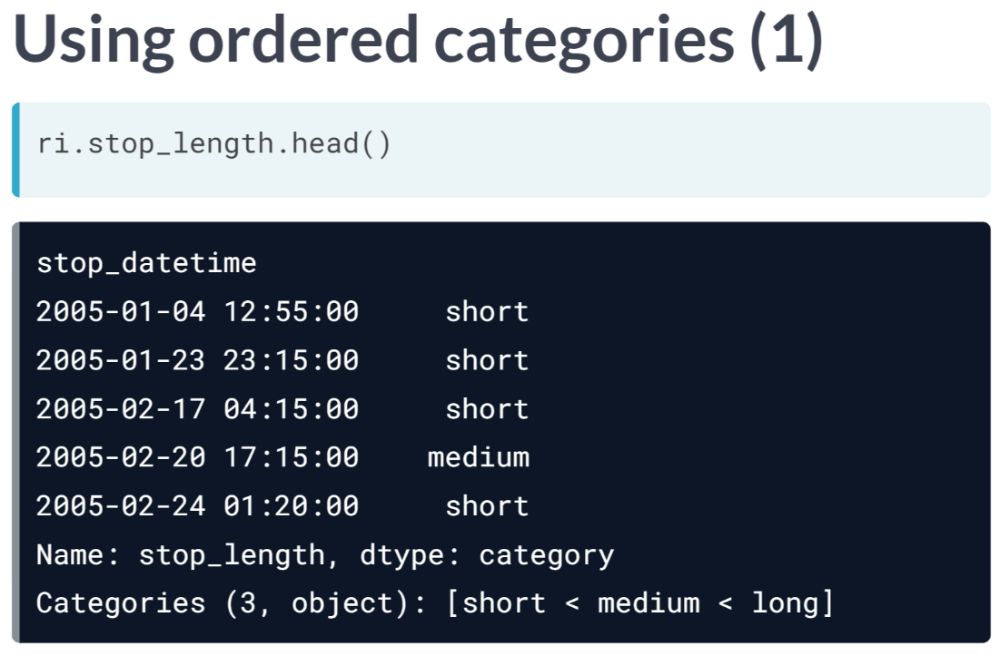 Using ordered categories (1)
ri.stop_length.head()
stop_datetime
2005-01-04 12:55:00     short
2005-01-23 23:15:00     short
2005-02-17 04:15:00     short
2005-02-20 17:15:00    medium
2005-02-24 01:20:00     short
Name: stop_length, dtype: category
Categories (3, object): [short < medium < long]